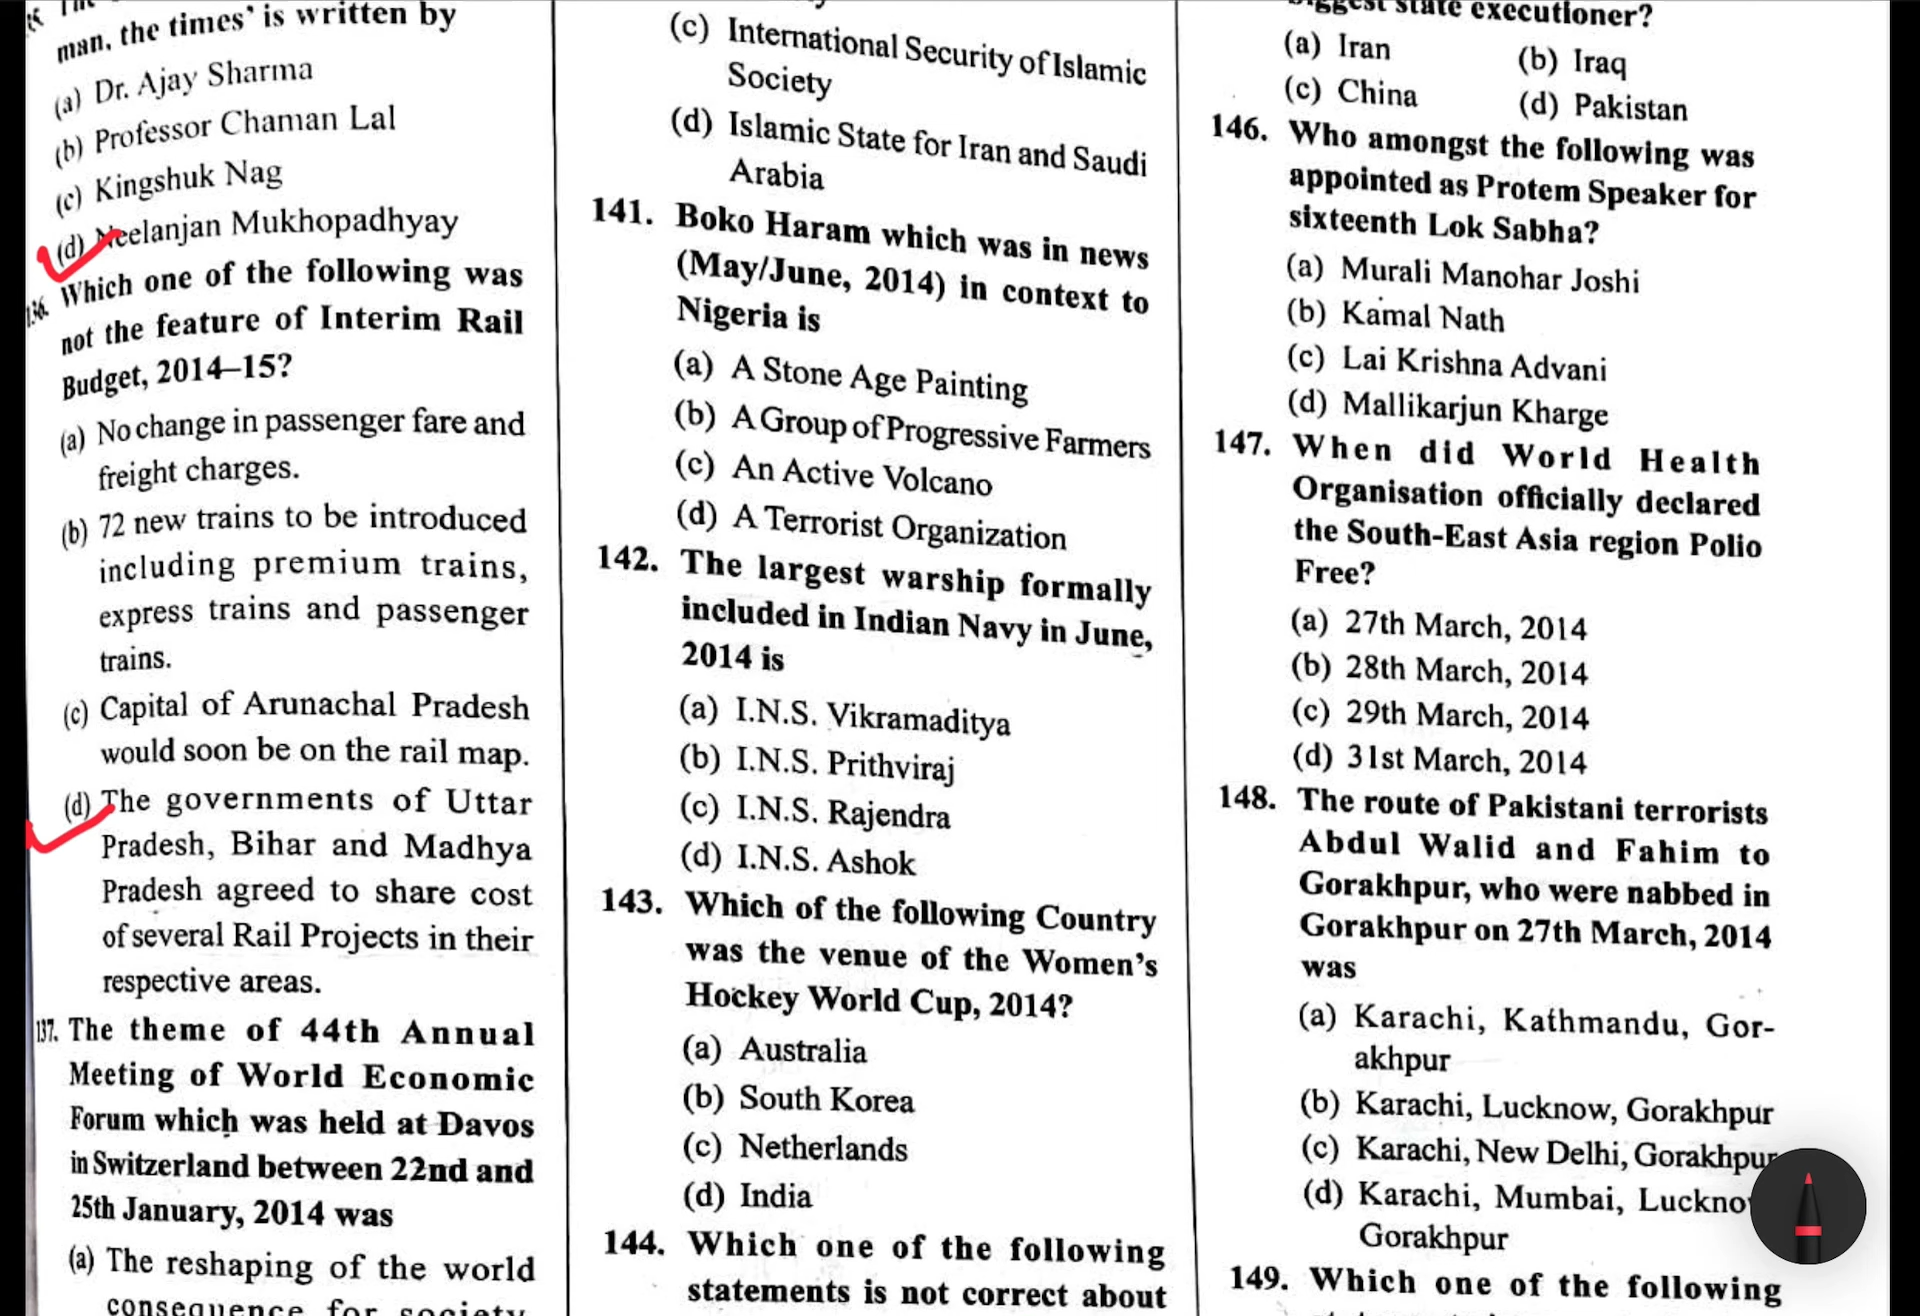 man, the times’ is written by
(a) Dr. Ajay Sharma
(b) Professor Chaman Lal
(c) Kingshuk Nag
(d) Neelanjan Mukhopadhyay
136. Which one of the following was
not the feature of Interim Rail
Budget, 2014–15?
(a) No change in passenger fare and
freight charges.
(b) 72 new trains to be introduced
including premium trains,
express trains and passenger
trains.
(c) Capital of Arunachal Pradesh
would soon be on the rail map.
(d) The governments of Uttar
Pradesh, Bihar and Madhya
Pradesh agreed to share cost
of several Rail Projects in their
respective areas.
137. The theme of 44th Annual
Meeting of World Economic
Forum which was held at Davos
in Switzerland between 22nd and
25th January, 2014 was
(a) The reshaping of the world
consequence for society
(c) International Security of Islamic
Society
(d) Islamic State for Iran and Saudi
Arabia
141. Boko Haram which was in news
(May/June, 2014) in context to
Nigeria is
(a) A Stone Age Painting
(b) A Group of Progressive Farmers
(c) An Active Volcano
(d) A Terrorist Organization
142. The largest warship formally
included in Indian Navy in June,
2014 is
(a) I.N.S. Vikramaditya
(b) I.N.S. Prithviraj
(c) I.N.S. Rajendra
(d) I.N.S. Ashok
143. Which of the following Country
was the venue of the Women’s
Hockey World Cup, 2014?
(a) Australia
(b) South Korea
(c) Netherlands
(d) India
144. Which one of the following
statements is not correct about
biggest state executioner?
(a) Iran (b) Iraq
(c) China (d) Pakistan
146. Who amongst the following was
appointed as Protem Speaker for
sixteenth Lok Sabha?
(a) Murali Manohar Joshi
(b) Kamal Nath
(c) Lai Krishna Advani
(d) Mallikarjun Kharge
147. When did World Health
Organisation officially declared
the South-East Asia region Polio
Free?
(a) 27th March, 2014
(b) 28th March, 2014
(c) 29th March, 2014
(d) 31st March, 2014
148. The route of Pakistani terrorists
Abdul Walid and Fahim to
Gorakhpur, who were nabbed in
Gorakhpur on 27th March, 2014
was
(a) Karachi, Kathmandu, Gor-
akhpur
(b) Karachi, Lucknow, Gorakhpur
(c) Karachi, New Delhi, Gorakhpur
(d) Karachi, Mumbai, Luckno
Gorakhpur
149. Which one of the following